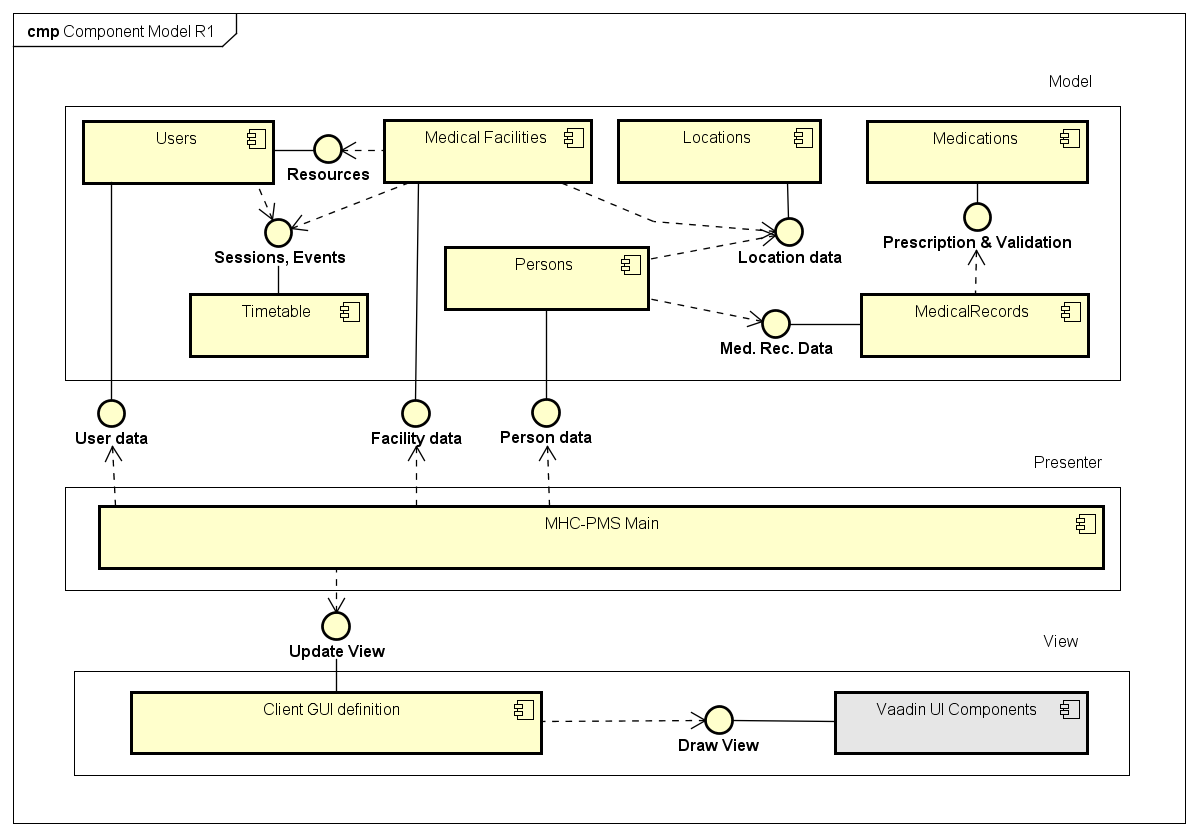 cmp Component Model R1
Model
Users
Medical Facilities
Locations
Medications
Resources
Sessions, Events
Location data
Prescription & Validation
Persons
Timetable
MedicalRecords
Med. Rec. Data
User data
Facility data
Person data
Presenter
MHC-PMS Main
Update View
View
Client GUI definition
Vaadin UI Components
Draw View